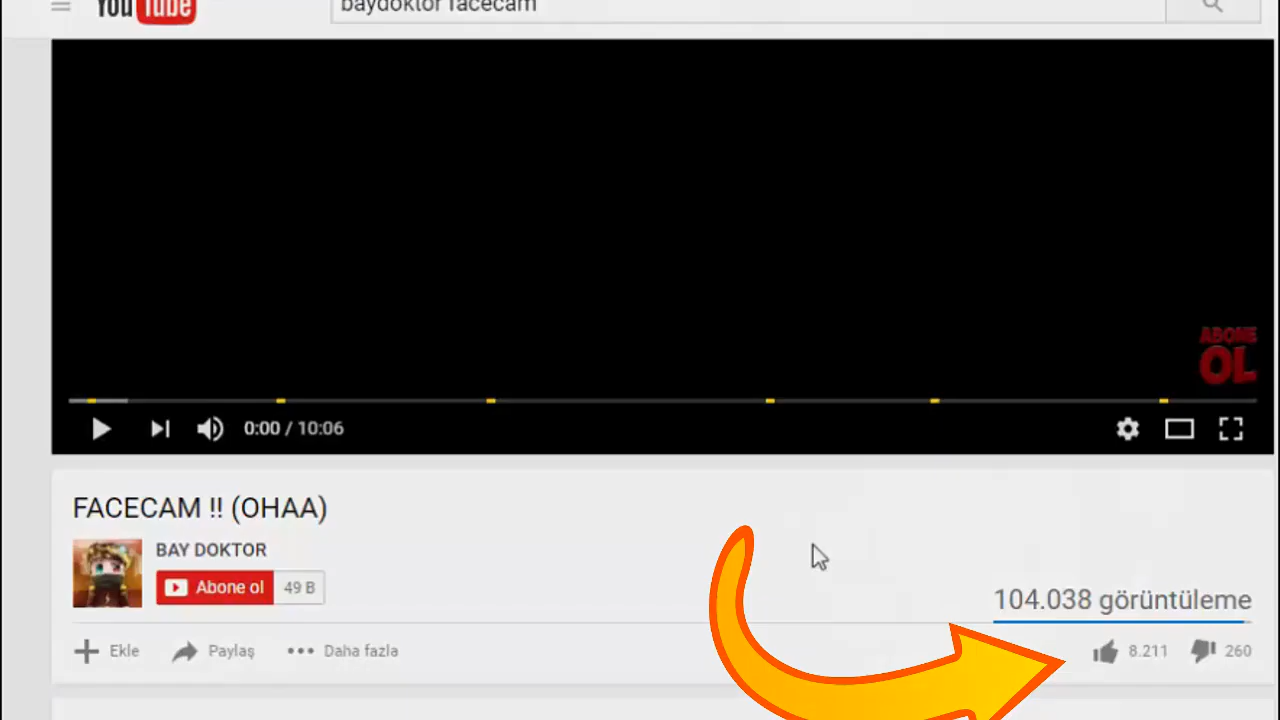 YouTube
baydoktor facecam
ABONE
OL
0:00 / 10:06
FACECAM !! (OHAA)
BAY DOKTOR
Abone ol 49 B
104.038 görüntüleme
Ekle Paylaş Daha fazla 8.211 260